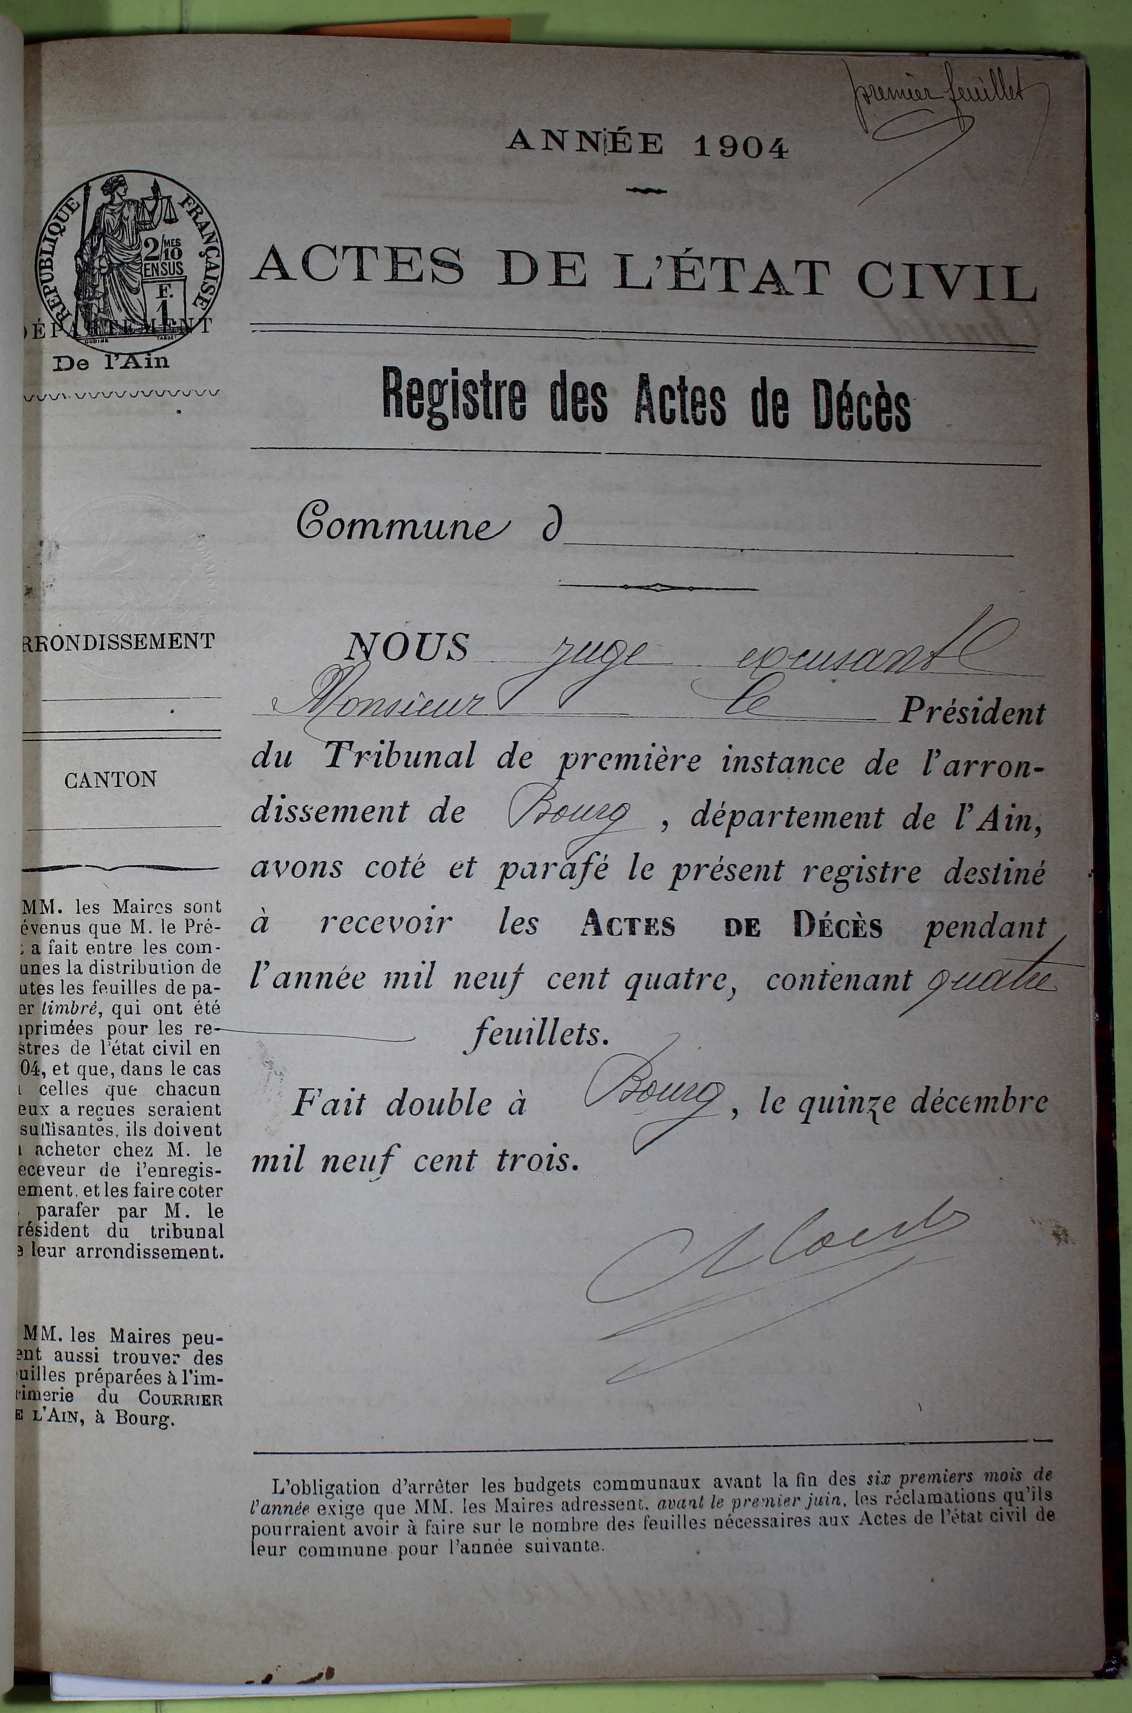 premier feuillet
ANNÉE 1904
ACTES DE L'ÉTAT CIVIL
RÉPUBLIQUE FRANÇAISE
2/MES
10
EN SUS
F.
1
DÉPARTEMENT
De l'Ain
Registre des Actes de Décès
Commune d
RRONDISSEMENT
CANTON
NOUS juge excusant
Monsieur le Président
du Tribunal de première instance de l'arron-
dissement de Bourg, département de l'Ain,
avons coté et parafé le présent registre destiné
à recevoir les ACTES DE DÉCÈS pendant
l'année mil neuf cent quatre, contenant quatre
feuillets.
Fait double à Bourg, le quinze décembre
mil neuf cent trois.
MM. les Maires sont
évenus que M. le Pré-
t a fait entre les com-
unes la distribution de
utes les feuilles de pa-
er timbré, qui ont été
primées pour les re-
stres de l'état civil en
04, et que, dans le cas
celles que chacun
eux a reçues seraient
suffisantes, ils doivent
acheter chez M. le
eceveur de l'enregis-
ement, et les faire coter
parafer par M. le
résident du tribunal
e leur arrondissement.
MM. les Maires peu-
ent aussi trouver des
uilles préparées à l'im-
rimerie du COURRIER
E L'AIN, à Bourg.
L'obligation d'arrêter les budgets communaux avant la fin des six premiers mois de
l'année exige que MM. les Maires adressent, avant le premier juin, les réclamations qu'ils
pourraient avoir à faire sur le nombre des feuilles nécessaires aux Actes de l'état civil de
leur commune pour l'année suivante.